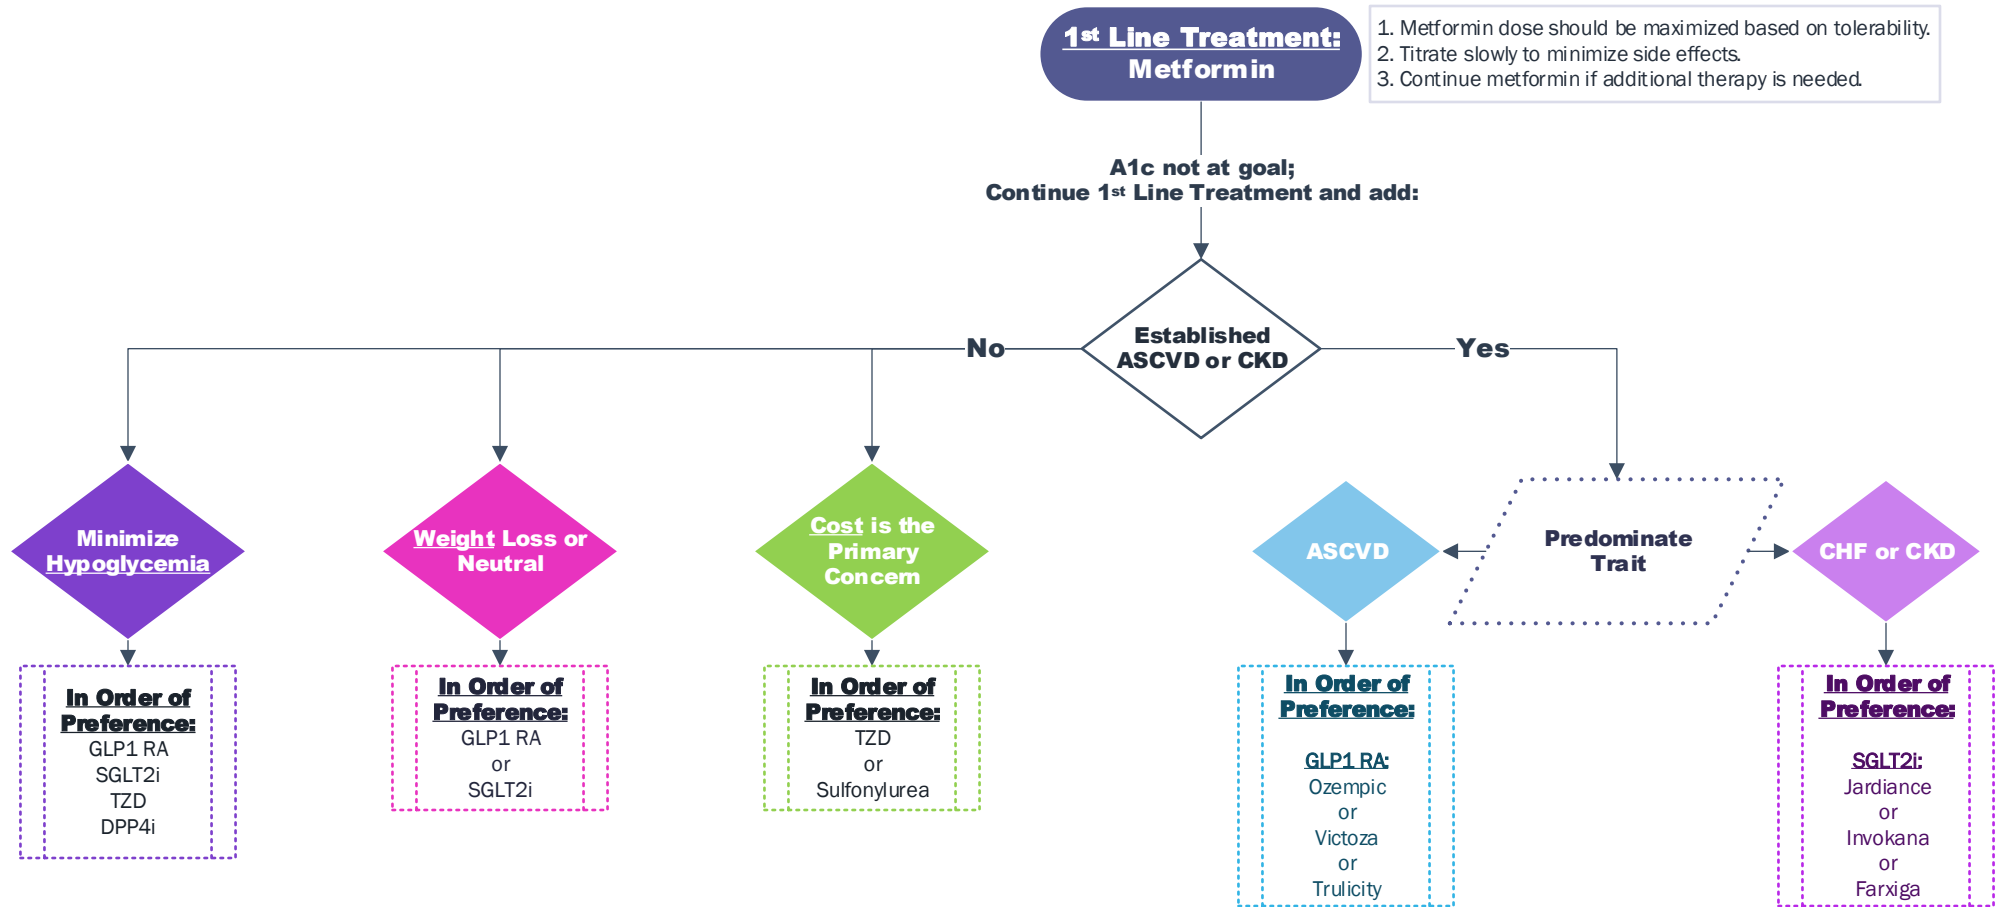 1st Line Treatment:
Metformin
1. Metformin dose should be maximized based on tolerability.
2. Titrate slowly to minimize side effects.
3. Continue metformin if additional therapy is needed.
A1c not at goal;
Continue 1st Line Treatment and add:
Established
ASCVD or CKD
No
Yes
Minimize
Hypoglycemia
Weight Loss or
Neutral
Cost is the
Primary
Concern
ASCVD
Predominate
Trait
CHF or CKD
In Order of
Preference:
GLP1 RA
SGLT2i
TZD
DPP4i
In Order of
Preference:
GLP1 RA
or
SGLT2i
In Order of
Preference:
TZD
or
Sulfonylurea
In Order of
Preference:
GLP1 RA:
Ozempic
or
Victoza
or
Trulicity
In Order of
Preference:
SGLT2i:
Jardiance
or
Invokana
or
Farxiga